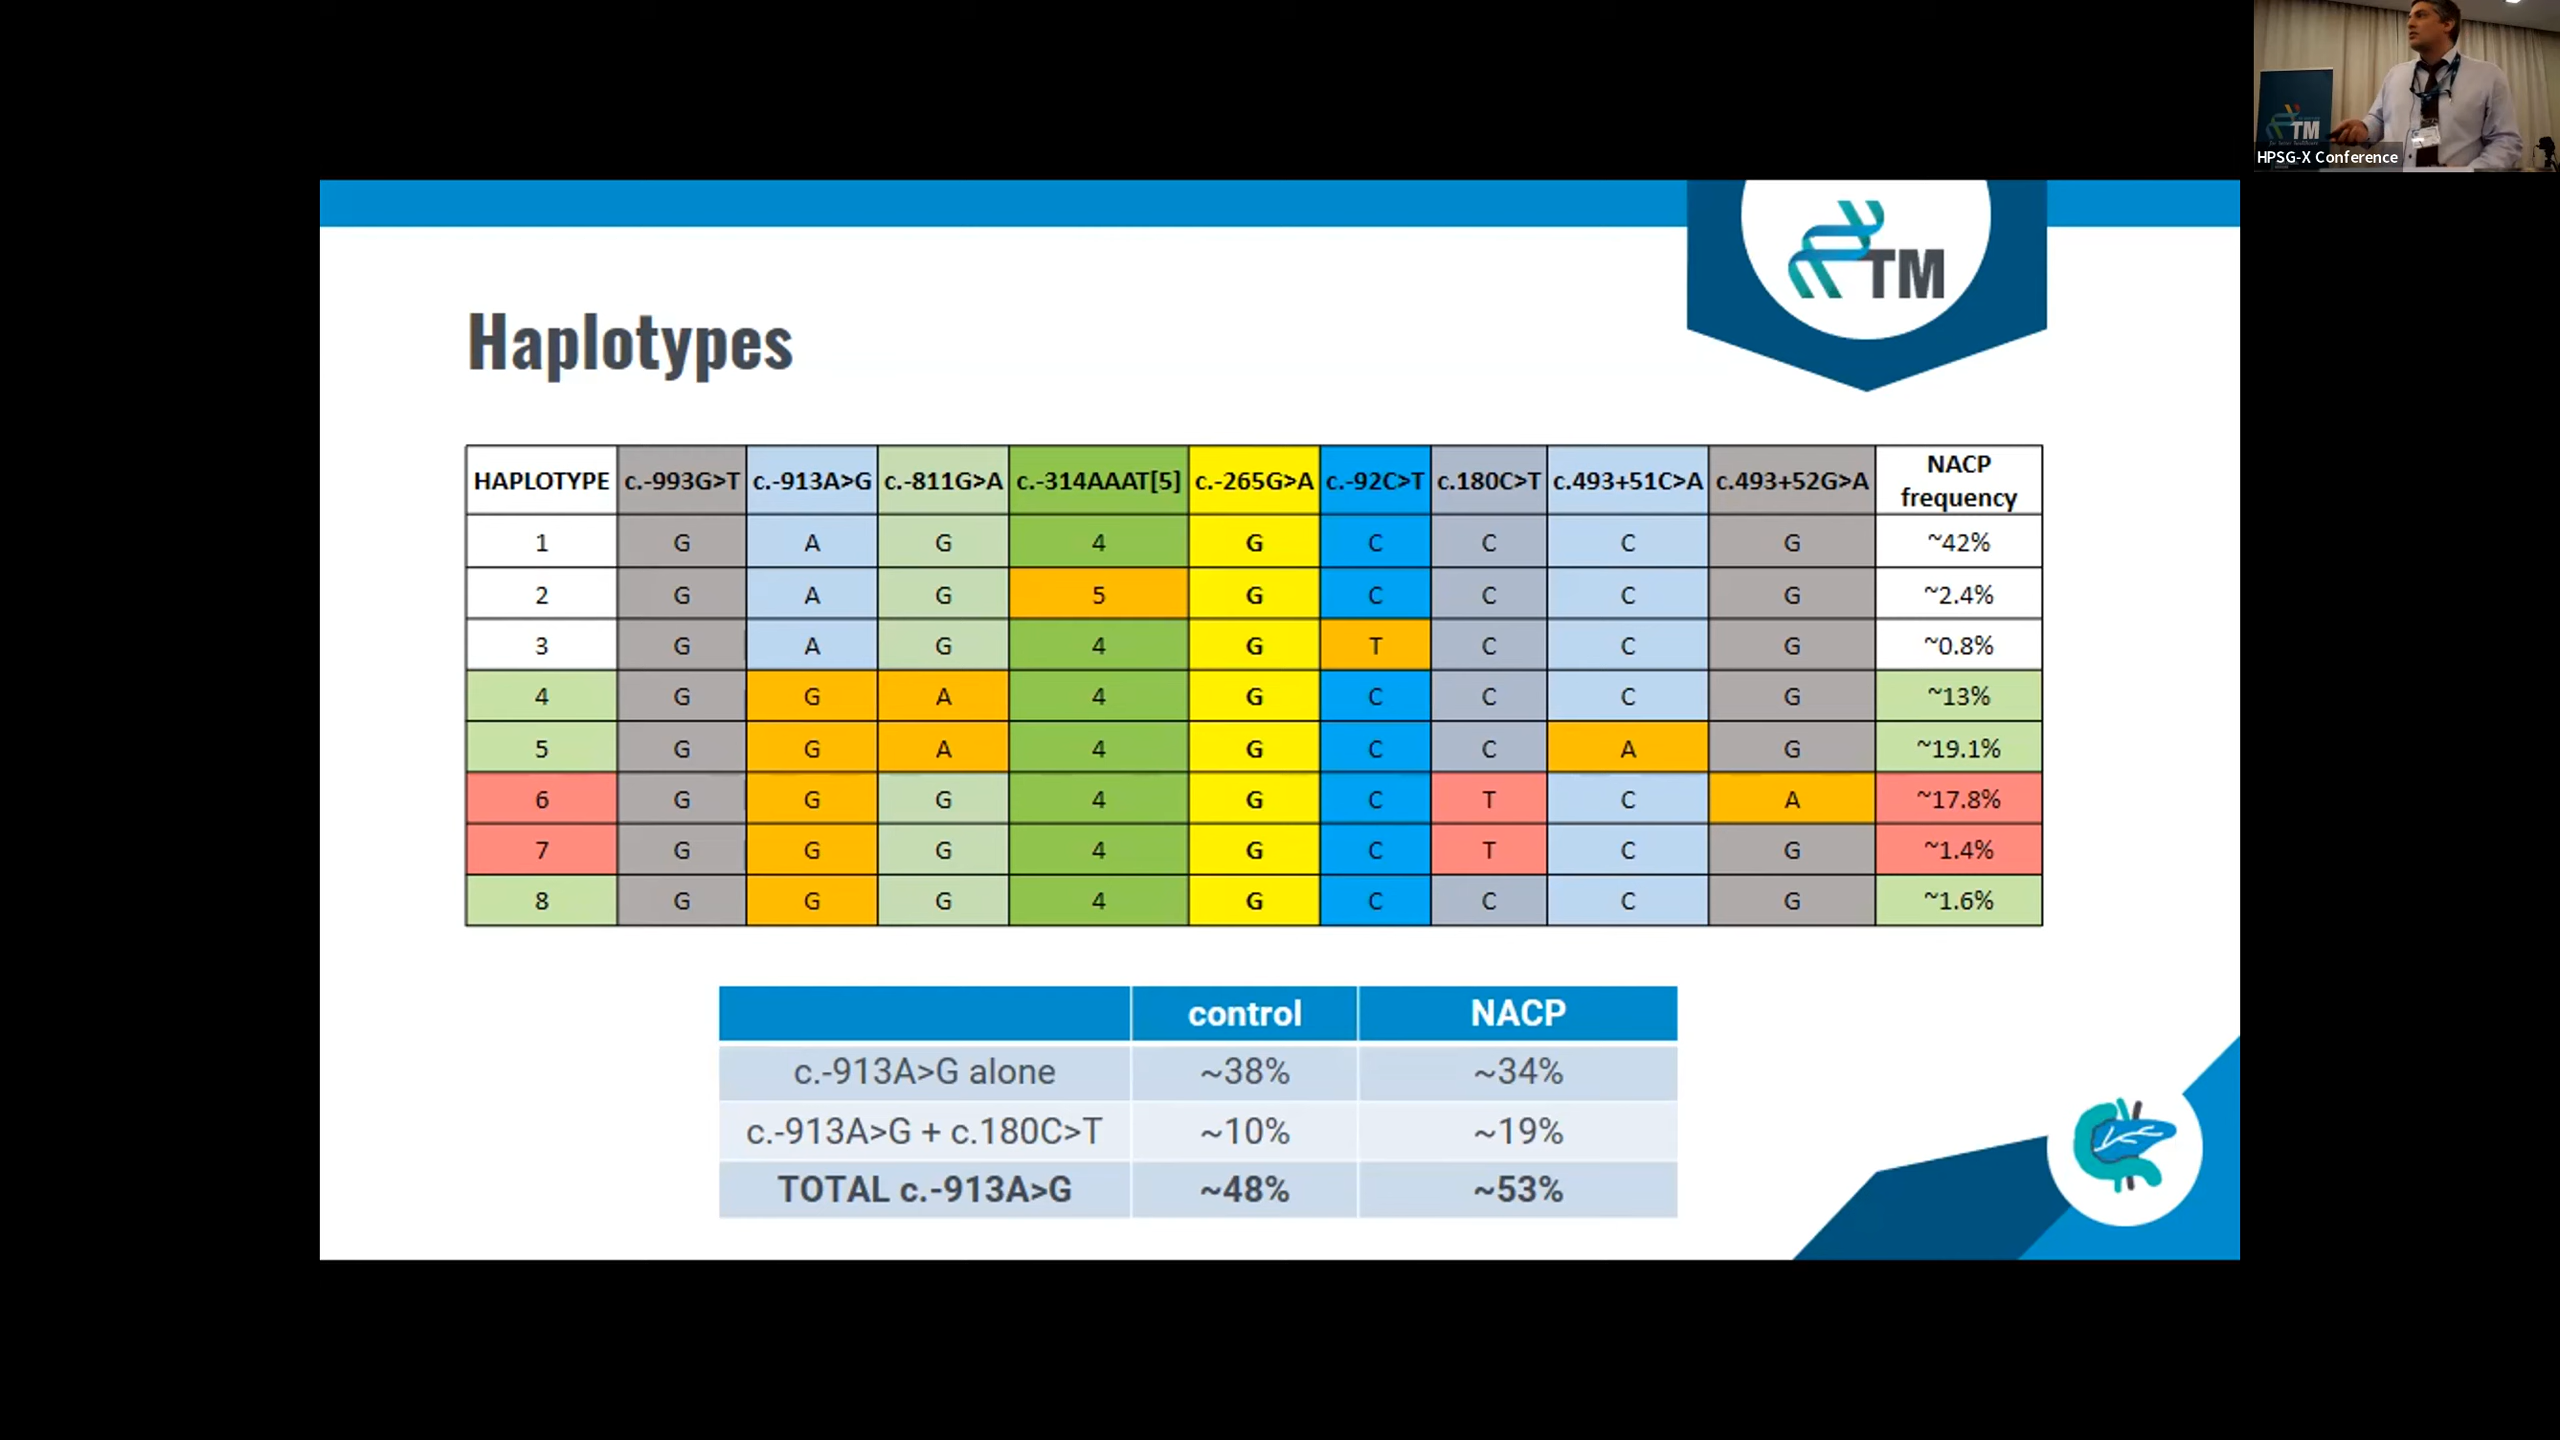 HPSG-X Conference
TM
TM
Haplotypes
HAPLOTYPE c.-993G>T c.-913A>G c.-811G>A c.-314AAAT[5] c.-265G>A c.-92C>T c.180C>T c.493+51C>A c.493+52G>A NACP frequency
1 G A G 4 G C C C G ~42%
2 G A G 5 G C C C G ~2.4%
3 G A G 4 G T C C G ~0.8%
4 G G A 4 G C C C G ~13%
5 G G A 4 G C C A G ~19.1%
6 G G G 4 G C T C A ~17.8%
7 G G G 4 G C T C G ~1.4%
8 G G G 4 G C C C G ~1.6%
control NACP
c.-913A>G alone ~38% ~34%
c.-913A>G + c.180C>T ~10% ~19%
TOTAL c.-913A>G ~48% ~53%